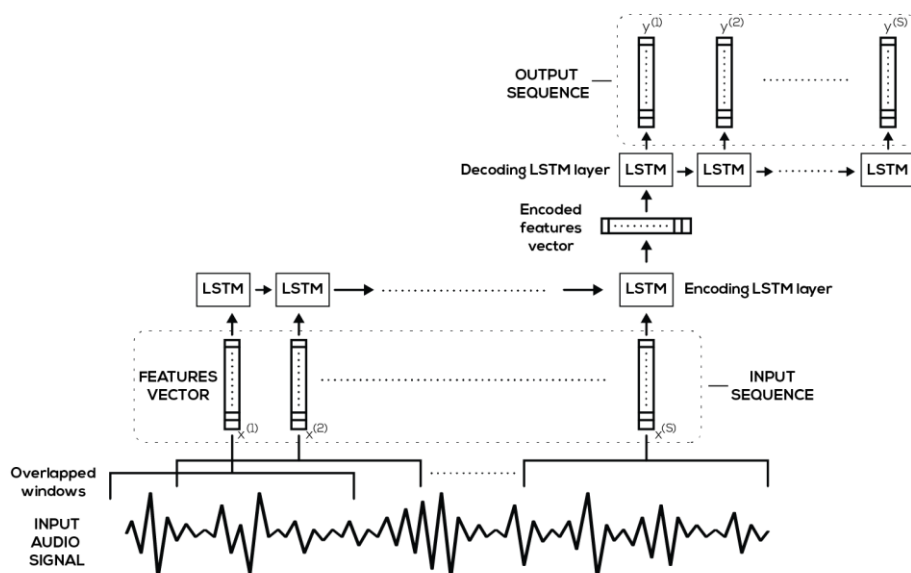 y(1) y(2) y(S)
OUTPUT
SEQUENCE
Decoding LSTM layer
LSTM LSTM LSTM
Encoded
features
vector
LSTM LSTM LSTM
Encoding LSTM layer
FEATURES
VECTOR
INPUT
SEQUENCE
x(1) x(2) x(S)
Overlapped
windows
INPUT
AUDIO
SIGNAL